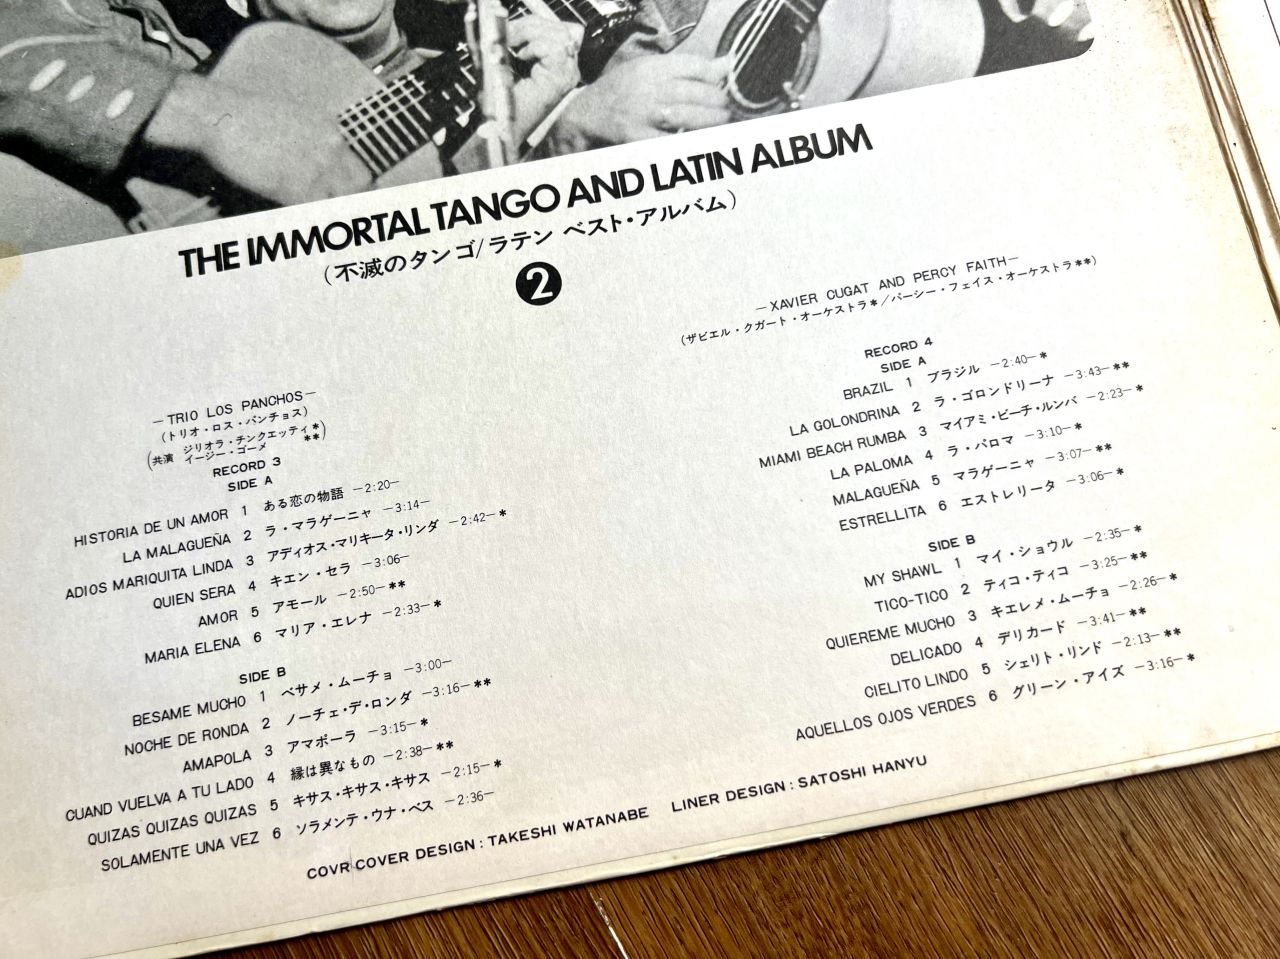 THE IMMORTAL TANGO AND LATIN ALBUM
(不滅のタンゴ/ラテン ベスト・アルバム)
2
—TRIO LOS PANCHOS—
(トリオ・ロス・パンチョス)
(共演 ジリオラ・チンクェッティ*
イージー・ゴーメ **)
RECORD 3
SIDE A
HISTORIA DE UN AMOR 1 ある恋の物語 —2:20—
LA MALAGUEÑA 2 ラ・マラゲーニャ —3:14—
ADIOS MARIQUITA LINDA 3 アディオス・マリキータ・リンダ —2:42—*
QUIEN SERA 4 キエン・セラ —3:06—
AMOR 5 アモール —2:50—**
MARIA ELENA 6 マリア・エレナ —2:33—*
SIDE B
BESAME MUCHO 1 ベサメ・ムーチョ —3:00—
NOCHE DE RONDA 2 ノーチェ・デ・ロンダ —3:16—**
AMAPOLA 3 アマポーラ —3:15—*
CUAND VUELVA A TU LADO 4 縁は異なもの —2:38—**
QUIZAS QUIZAS QUIZAS 5 キサス・キサス・キサス —2:15—*
SOLAMENTE UNA VEZ 6 ソラメンテ・ウナ・ベス —2:36—
—XAVIER CUGAT AND PERCY FAITH—
(ザビエル・クガート・オーケストラ*/パーシー・フェイス・オーケストラ**)
RECORD 4
SIDE A
BRAZIL 1 ブラジル —2:40—*
LA GOLONDRINA 2 ラ・ゴロンドリーナ —3:43—**
MIAMI BEACH RUMBA 3 マイアミ・ビーチ・ルンバ —2:23—*
LA PALOMA 4 ラ・パロマ —3:10—*
MALAGUEÑA 5 マラゲーニャ —3:07—**
ESTRELLITA 6 エストレリータ —3:06—*
SIDE B
MY SHAWL 1 マイ・ショウル —2:35—*
TICO-TICO 2 ティコ・ティコ —3:25—**
QUIEREME MUCHO 3 キエレメ・ムーチョ —2:26—*
DELICADO 4 デリカード —3:41—**
CIELITO LINDO 5 シェリト・リンド —2:13—**
AQUELLOS OJOS VERDES 6 グリーン・アイズ —3:16—*
COVR COVER DESIGN : TAKESHI WATANABE LINER DESIGN : SATOSHI HANYU